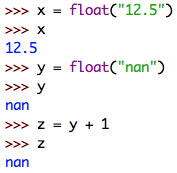 >>> x = float("12.5")
>>> x
12.5
>>> y = float("nan")
>>> y
nan
>>> z = y + 1
>>> z
nan